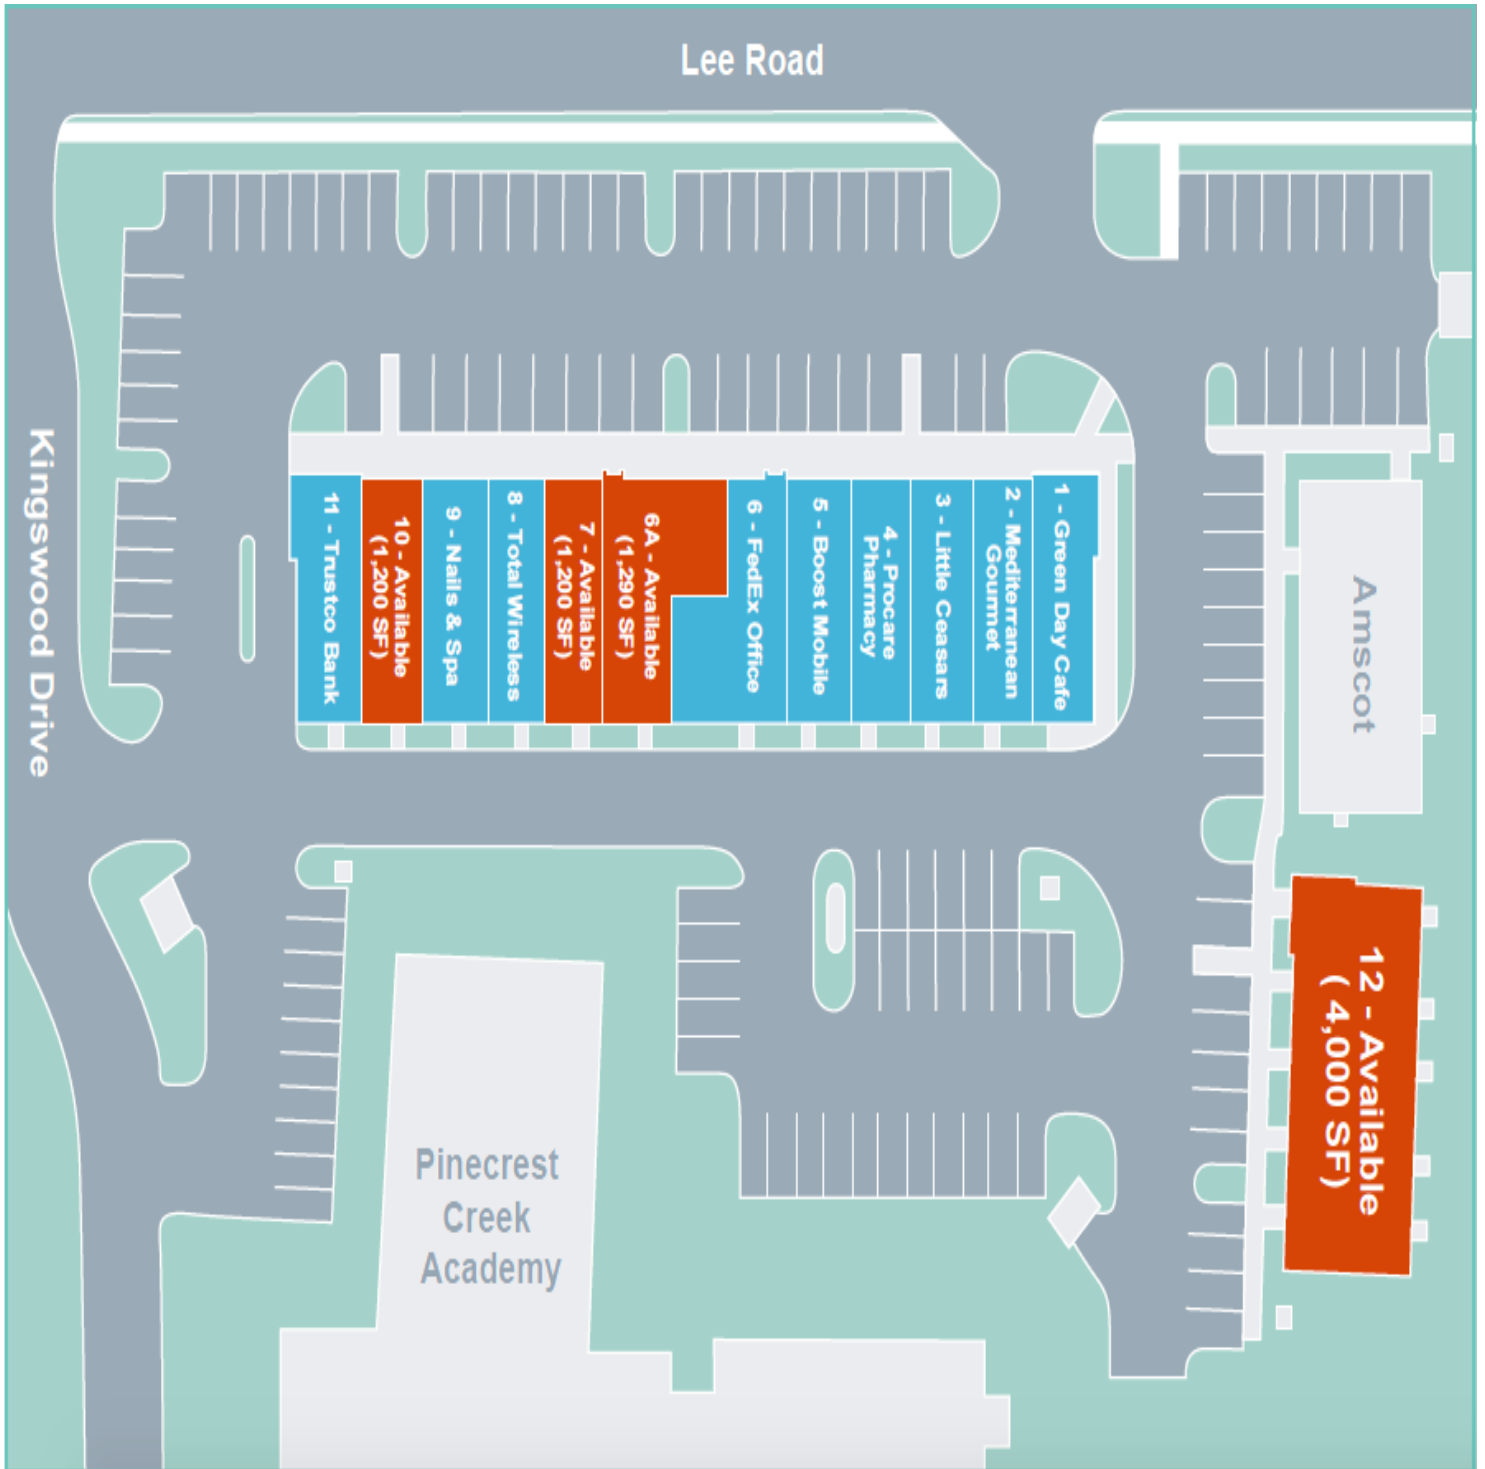 Lee Road
Kingswood Drive
11 - Trustco Bank
10 - Available
(1,200 SF)
9 - Nails & Spa
8 - Total Wireless
7 - Available
(1,200 SF)
6A - Available
(1,290 SF)
6 - FedEx Office
5 - Boost Mobile
4 - Procare
Pharmacy
3 - Little Ceasars
2 - Mediterranean
Gourmet
1 - Green Day Cafe
Amscot
12 - Available
( 4,000 SF)
Pinecrest
Creek
Academy